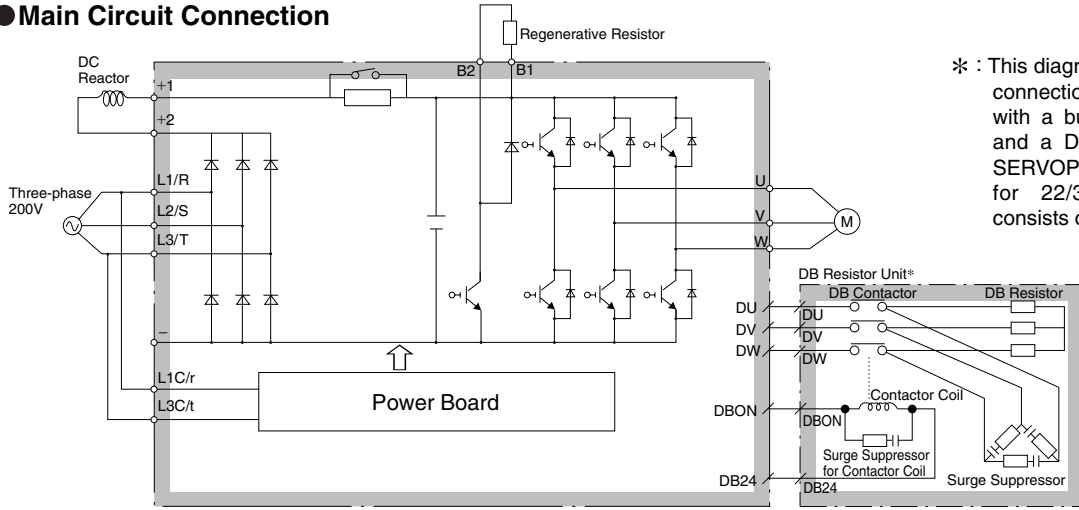 ●Main Circuit Connection
Regenerative Resistor
DC
Reactor
B2
B1
+1
+2
L1/R
Three-phase
200V
L2/S
L3/T
U
V
W
M
−
L1C/r
L3C/t
Power Board
* : This diagr
connection
with a bu
and a D
SERVOP
for 22/3
consists o
DB Resistor Unit*
DB Contactor
DB Resistor
DU
DU
DV
DV
DW
DW
Contactor Coil
DBON
DBON
Surge Suppressor
for Contactor Coil
Surge Suppressor
DB24
DB24